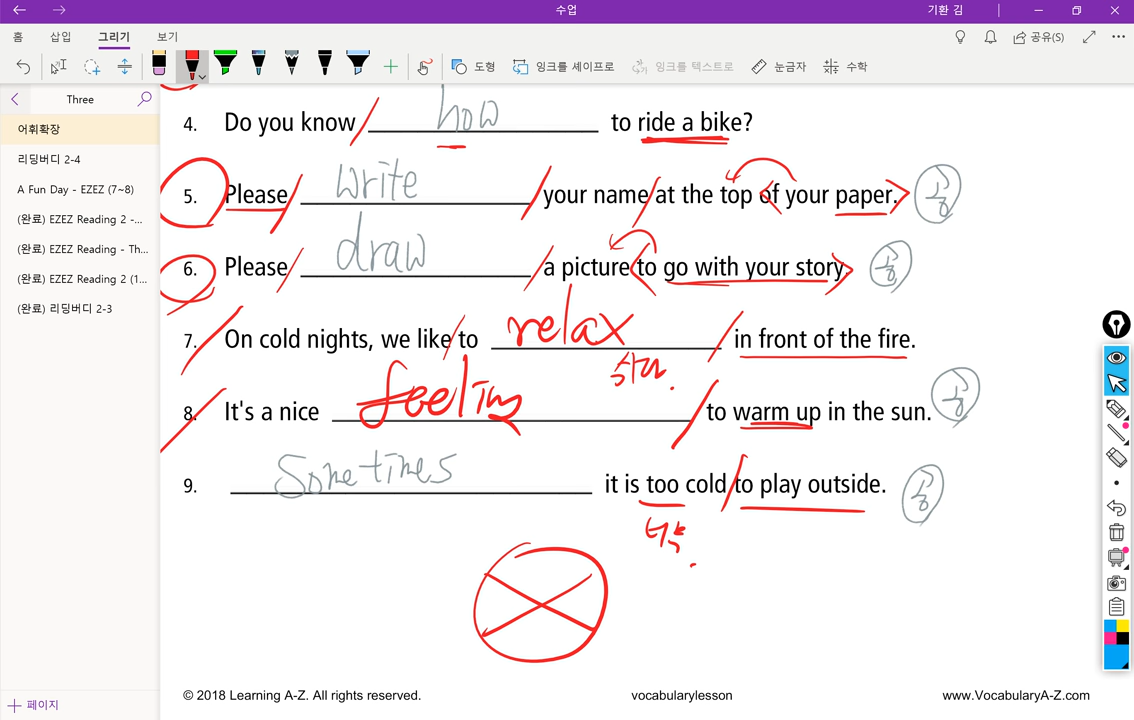 수업
기환 김
홈 삽입 그리기 보기
공유(S)
도형 잉크를 셰이프로 잉크를 텍스트로 눈금자 수학
Three
어휘확장
리딩버디 2-4
A Fun Day - EZEZ (7~8)
(완료) EZEZ Reading 2 -...
(완료) EZEZ Reading - Th...
(완료) EZEZ Reading 2 (1...
(완료) 리딩버디 2-3
페이지
4. Do you know how to ride a bike?
5. Please write your name at the top of your paper.
6. Please draw a picture to go with your story.
7. On cold nights, we like to relax in front of the fire.
8. It's a nice feeling to warm up in the sun.
9. Sometimes it is too cold to play outside.
© 2018 Learning A-Z. All rights reserved. vocabularylesson www.VocabularyA-Z.com